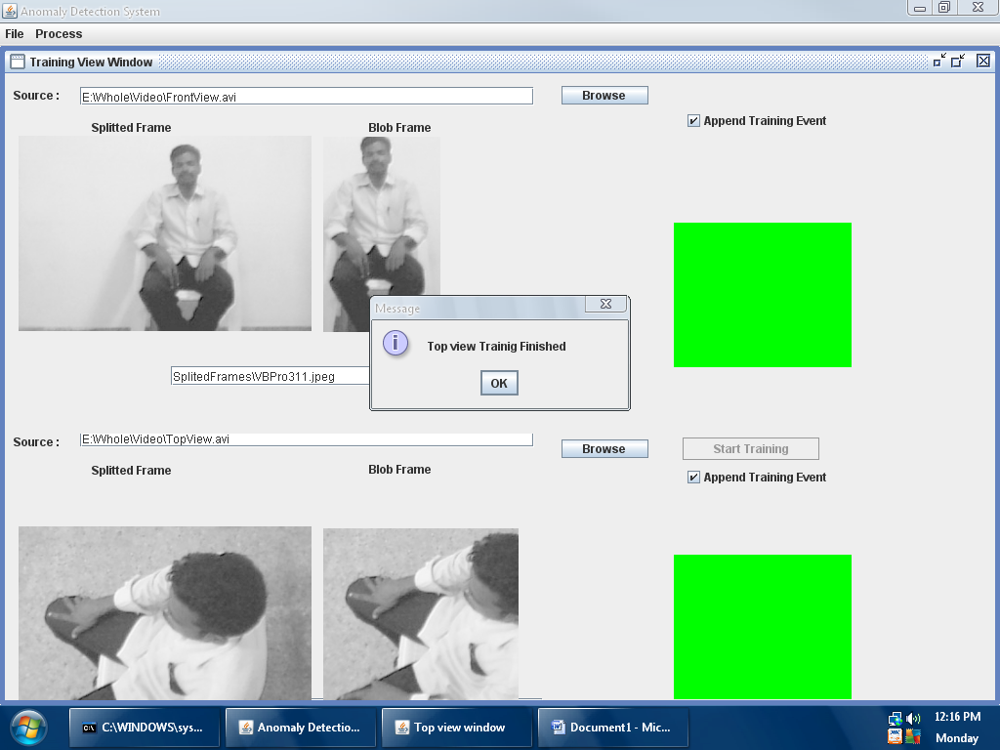 Anomaly Detection System
File Process
Training View Window
Source : E:\Whole\Video\FrontView.avi Browse
Append Training Event
Splitted Frame Blob Frame
Message
Top view Trainig Finished
OK
SplitedFrames\VBPro311.jpeg
Source : E:\Whole\Video\TopView.avi Browse Start Training
Splitted Frame Blob Frame Append Training Event
C:\WINDOWS\sys... Anomaly Detectio... Top view window Document1 - Mic... 12:16 PM
Monday